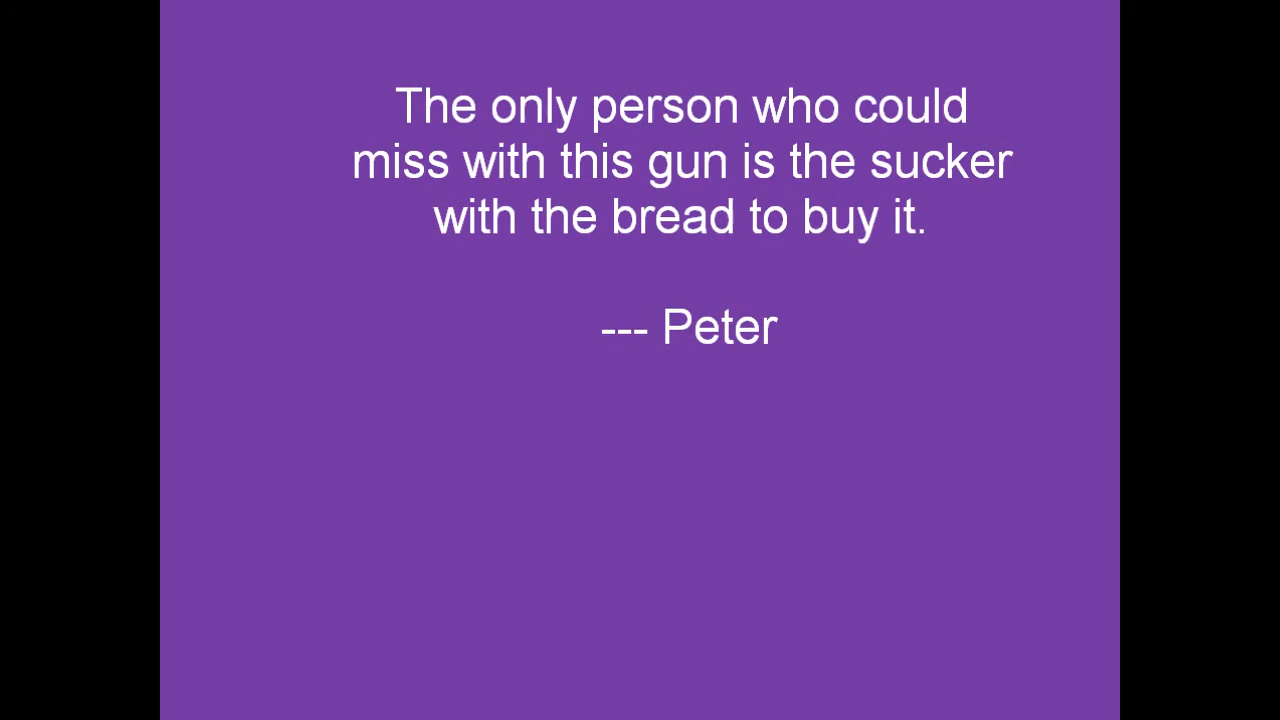 The only person who could
miss with this gun is the sucker
with the bread to buy it.
--- Peter